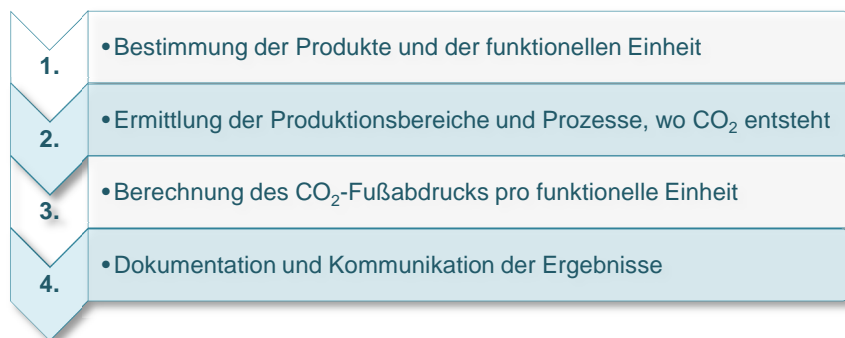 1. • Bestimmung der Produkte und der funktionellen Einheit
2. • Ermittlung der Produktionsbereiche und Prozesse, wo CO₂ entsteht
3. • Berechnung des CO₂-Fußabdrucks pro funktionelle Einheit
4. • Dokumentation und Kommunikation der Ergebnisse